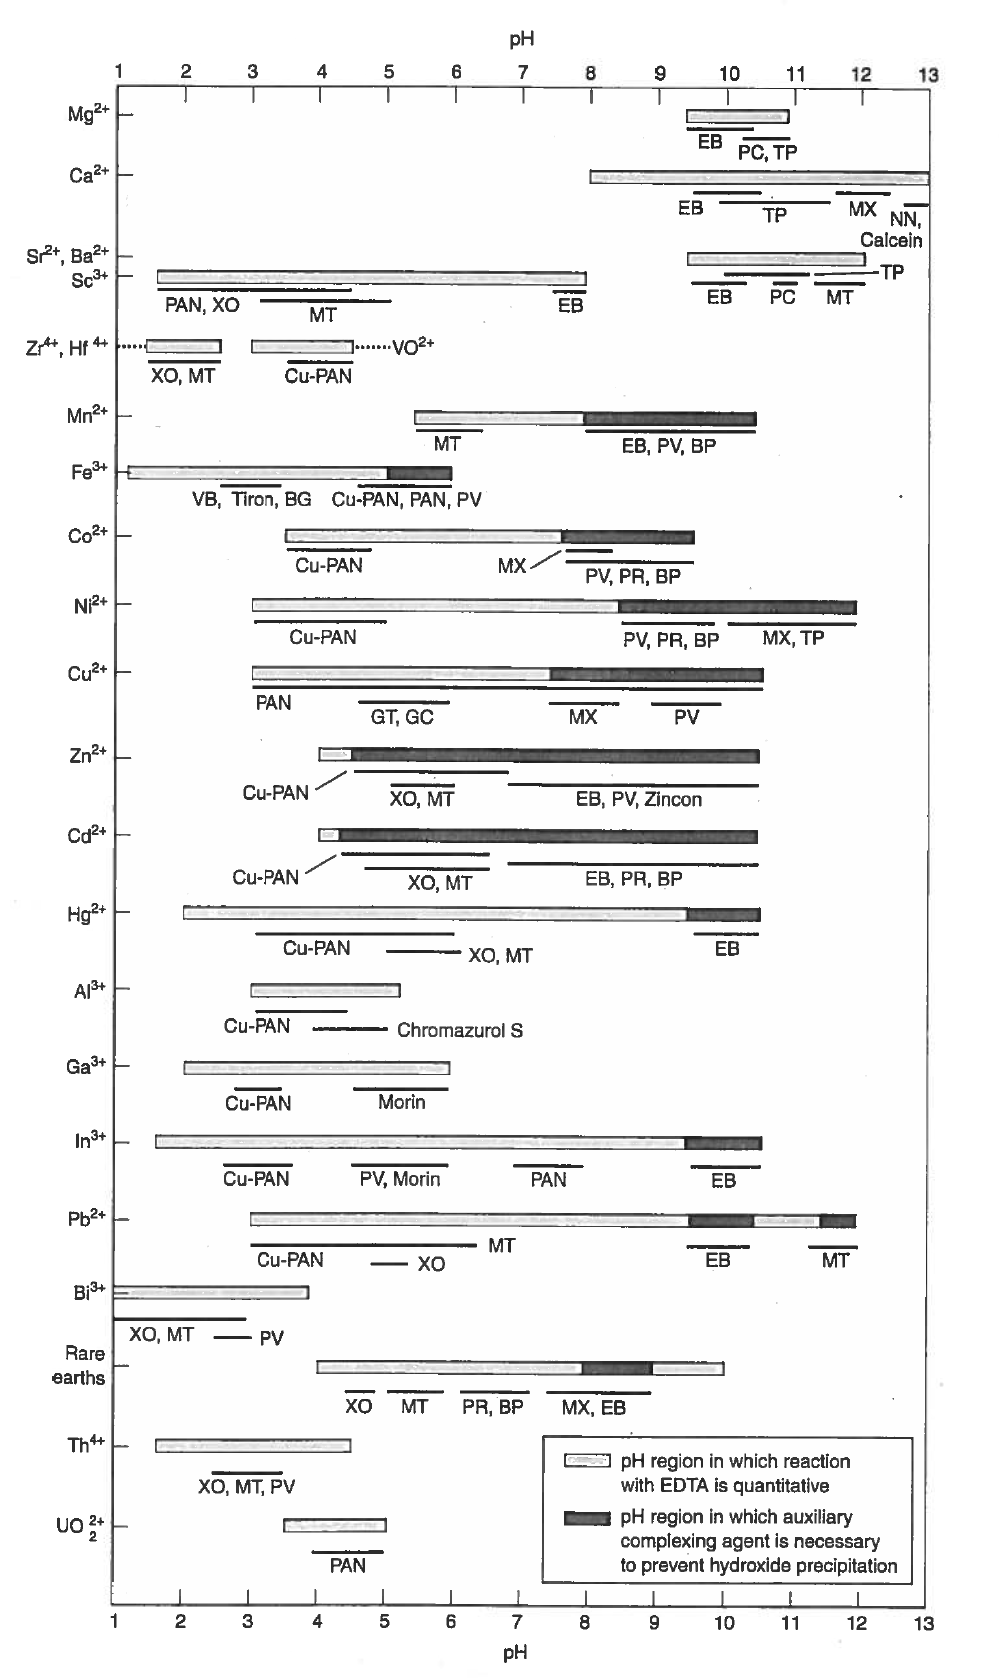 pH
1 2 3 4 5 6 7 8 9 10 11 12 13
Mg2+
EB
PC, TP
Ca2+
EB
TP
MX
NN,
Calcein
Sr2+, Ba2+
TP
EB
PC
MT
Sc3+
PAN, XO
MT
EB
Zr4+, Hf 4+
VO2+
XO, MT
Cu-PAN
Mn2+
MT
EB, PV, BP
Fe3+
VB, Tiron, BG
Cu-PAN, PAN, PV
Co2+
Cu-PAN
MX
PV, PR, BP
Ni2+
Cu-PAN
PV, PR, BP
MX, TP
Cu2+
PAN
GT, GC
MX
PV
Zn2+
Cu-PAN
XO, MT
EB, PV, Zincon
Cd2+
Cu-PAN
XO, MT
EB, PR, BP
Hg2+
Cu-PAN
XO, MT
EB
Al3+
Cu-PAN
Chromazurol S
Ga3+
Cu-PAN
Morin
In3+
Cu-PAN
PV, Morin
PAN
EB
Pb2+
Cu-PAN
MT
XO
EB
MT
Bi3+
XO, MT
PV
Rare
earths
XO
MT
PR, BP
MX, EB
Th4+
XO, MT, PV
UO 2 2+
PAN
pH region in which reaction
with EDTA is quantitative
pH region in which auxiliary
complexing agent is necessary
to prevent hydroxide precipitation
1 2 3 4 5 6 7 8 9 10 11 12 13
pH